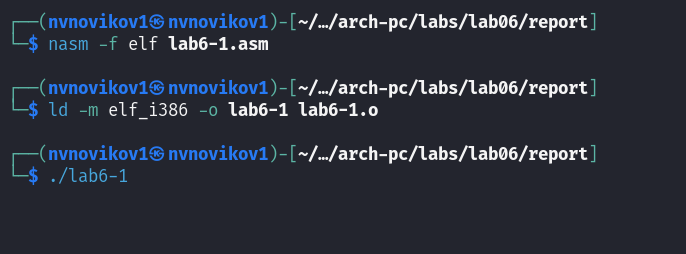 ┌──(nvnovikov1㉿nvnovikov1)-[~/…/arch-pc/labs/lab06/report]
└─$ nasm -f elf lab6-1.asm
┌──(nvnovikov1㉿nvnovikov1)-[~/…/arch-pc/labs/lab06/report]
└─$ ld -m elf_i386 -o lab6-1 lab6-1.o
┌──(nvnovikov1㉿nvnovikov1)-[~/…/arch-pc/labs/lab06/report]
└─$ ./lab6-1